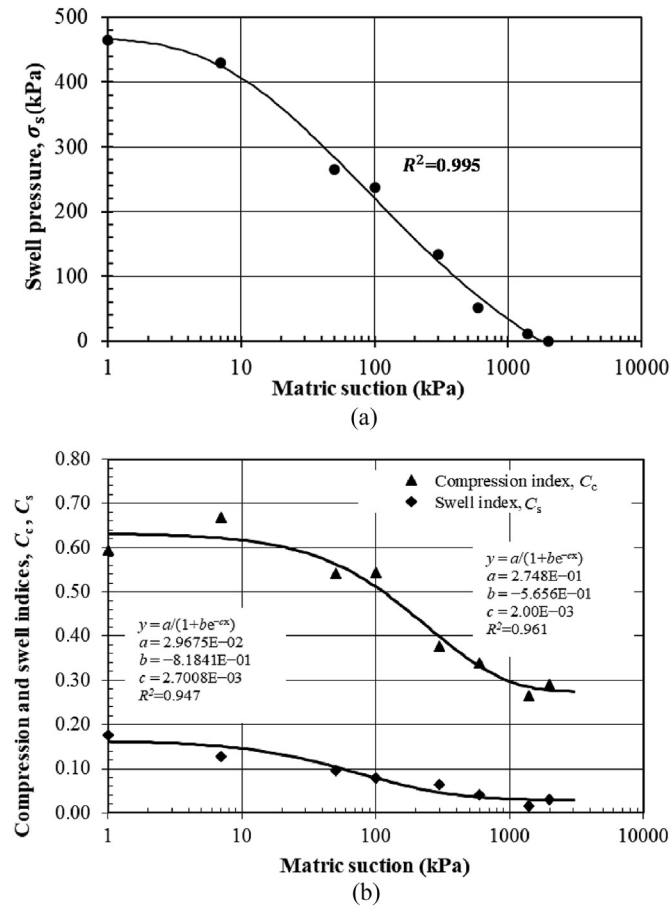 500
400
300
200
100
0
Swell pressure, σs (kPa)
R²=0.995
1
10
100
1000
10000
Matric suction (kPa)
(a)
0.80
0.70
0.60
0.50
0.40
0.30
0.20
0.10
0.00
Compression and swell indices, Cc, Cs
Compression index, Cc
Swell index, Cs
y = a/(1+be⁻ᶜˣ)
a = 2.748E−01
b = −5.656E−01
c = 2.00E−03
R²=0.961
y = a/(1+be⁻ᶜˣ)
a = 2.9675E−02
b = −8.1841E−01
c = 2.7008E−03
R²=0.947
1
10
100
1000
10000
Matric suction (kPa)
(b)